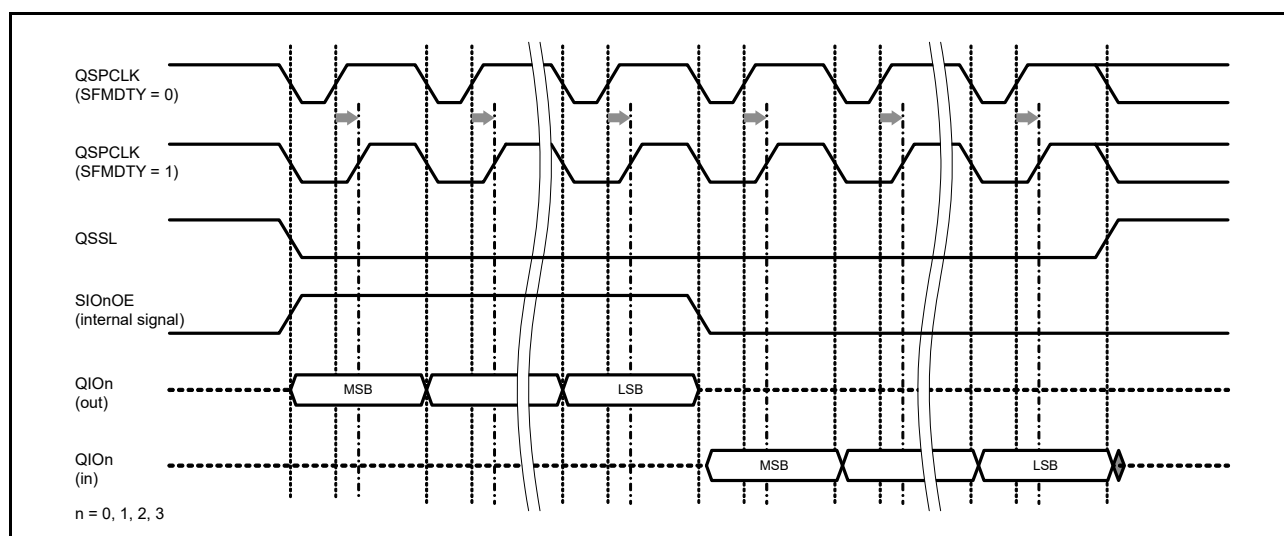 QSPCLK
(SFMDTY = 0)
QSPCLK
(SFMDTY = 1)
QSSL
SIOnOE
(internal signal)
QIOn
(out)
MSB
LSB
QIOn
(in)
MSB
LSB
n = 0, 1, 2, 3